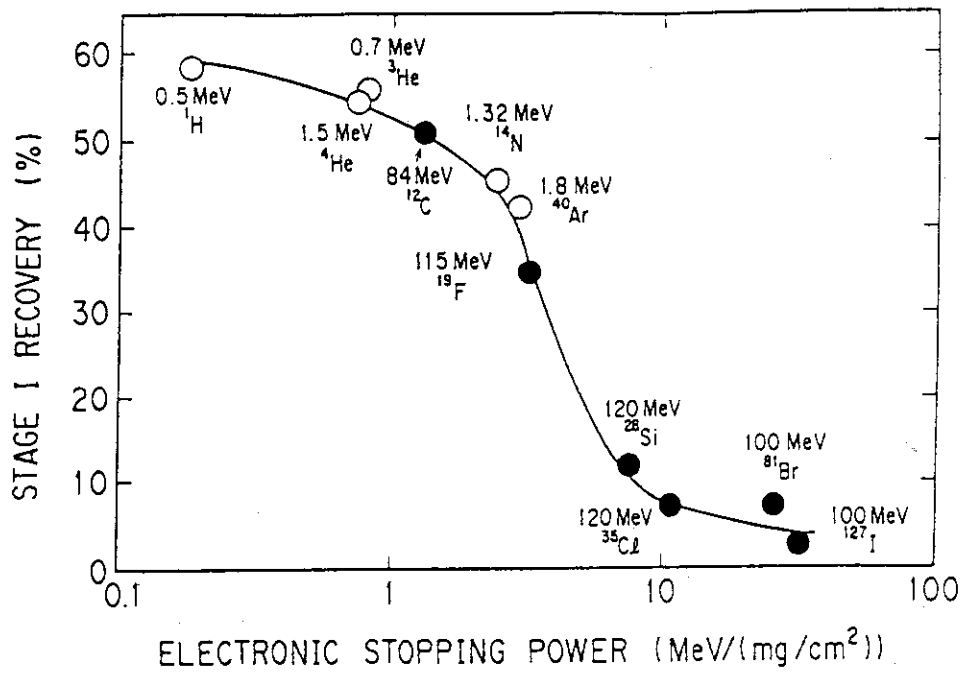 STAGE I RECOVERY (%)
60
50
40
30
20
10
0
0.5 MeV
¹H
0.7 MeV
³He
1.5 MeV
⁴He
84 MeV
¹²C
1.32 MeV
¹⁴N
1.8 MeV
⁴⁰Ar
115 MeV
¹⁹F
120 MeV
²⁸Si
120 MeV
³⁵Cℓ
100 MeV
⁸¹Br
100 MeV
¹²⁷I
0.1
1
10
100
ELECTRONIC STOPPING POWER (MeV/(mg/cm²))